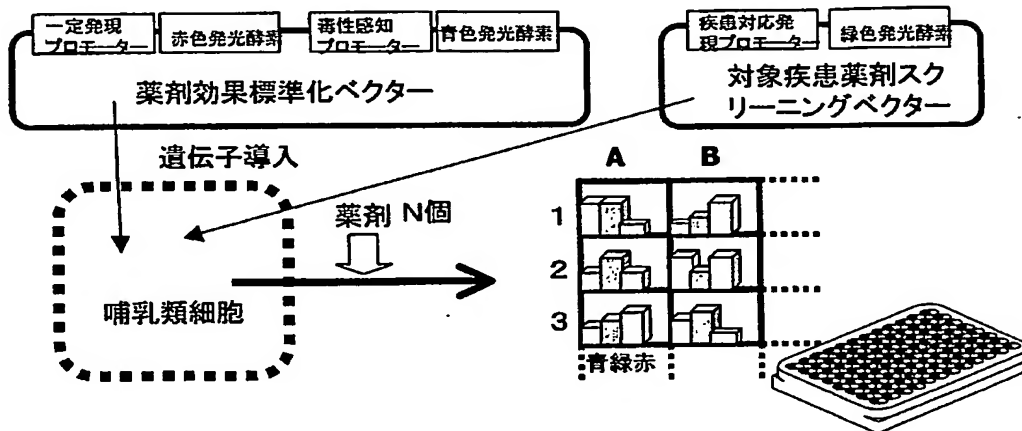 一定発現
プロモーター
赤色発光酵素
毒性感知
プロモーター
青色発光酵素
薬剤効果標準化ベクター
疾患対応発
現プロモーター
緑色発光酵素
対象疾患薬剤スク
リーニングベクター
遺伝子導入
薬剤 N個
哺乳類細胞
A B
1
2
3
青緑赤